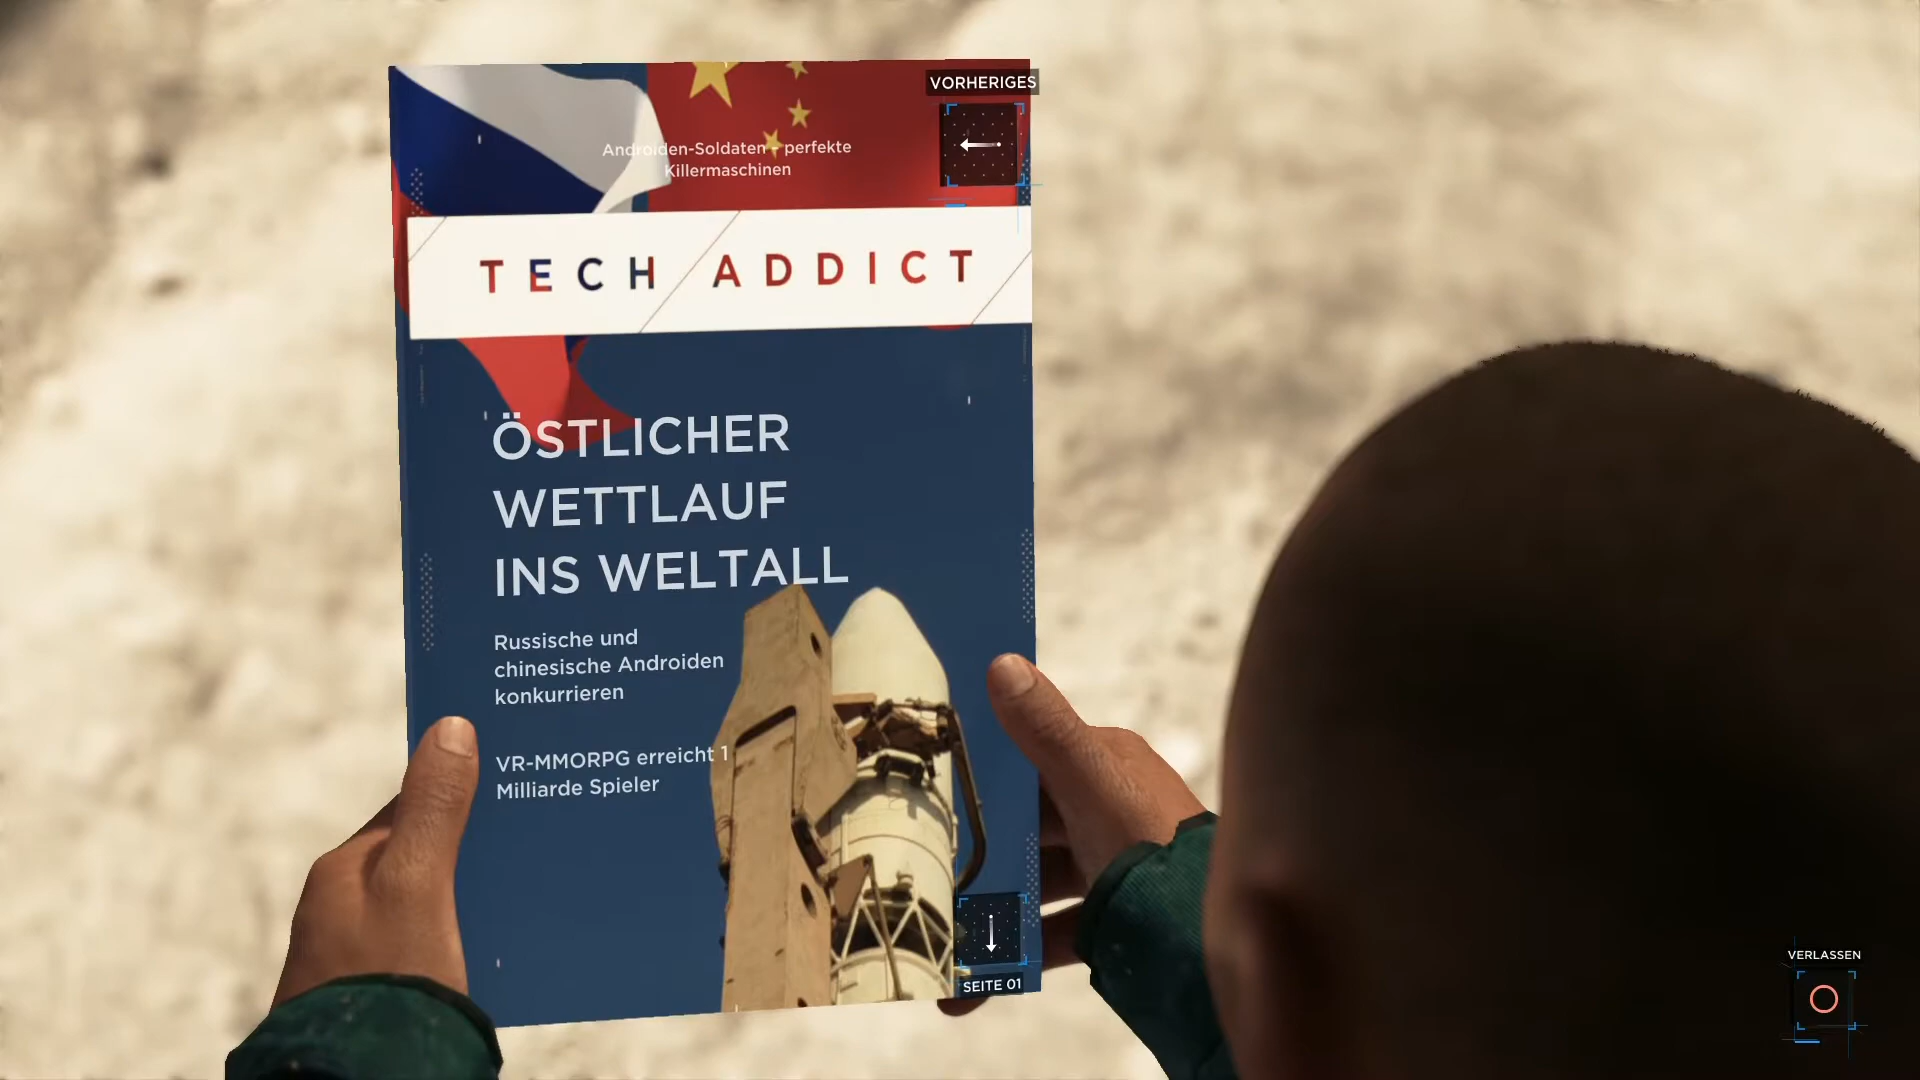 VORHERIGES
Androiden-Soldaten - perfekte
Killermaschinen
TECH ADDICT
ÖSTLICHER
WETTLAUF
INS WELTALL
Russische und
chinesische Androiden
konkurrieren
VR-MMORPG erreicht 1
Milliarde Spieler
SEITE 01
VERLASSEN